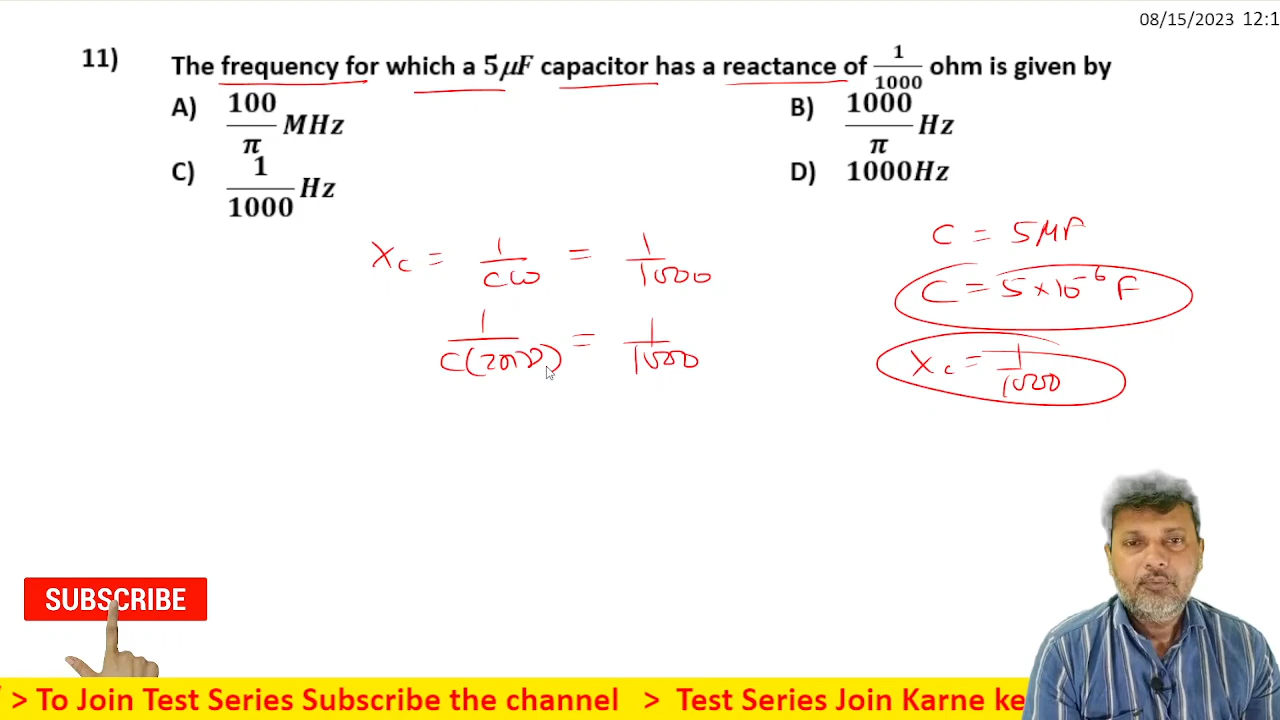 08/15/2023 12:1
11) The frequency for which a 5μF capacitor has a reactance of 1/1000 ohm is given by
A) 100/π MHz
B) 1000/π Hz
C) 1/1000 Hz
D) 1000Hz
Xc = 1/cω = 1/1000
C = 5μF
C = 5×10⁻⁶ F
1/c(2πν) = 1/1000
Xc = 1/1000
SUBSCRIBE
> To Join Test Series Subscribe the channel > Test Series Join Karne ke